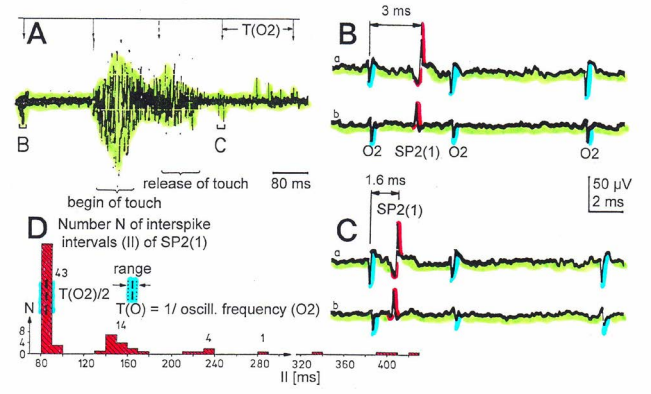 A
T(O2)
B
C
begin of touch
release of touch
80 ms
B
3 ms
a
b
O2
SP2(1)
O2
O2
50 µV
2 ms
C
1.6 ms
SP2(1)
a
b
D
Number N of interspike
intervals (II) of SP2(1)
43
range
T(O2)/2
T(O) = 1/ oscill. frequency (O2)
N
14
4
1
8
4
0
80
120
160
200
240
280
320
360
400
II [ms]